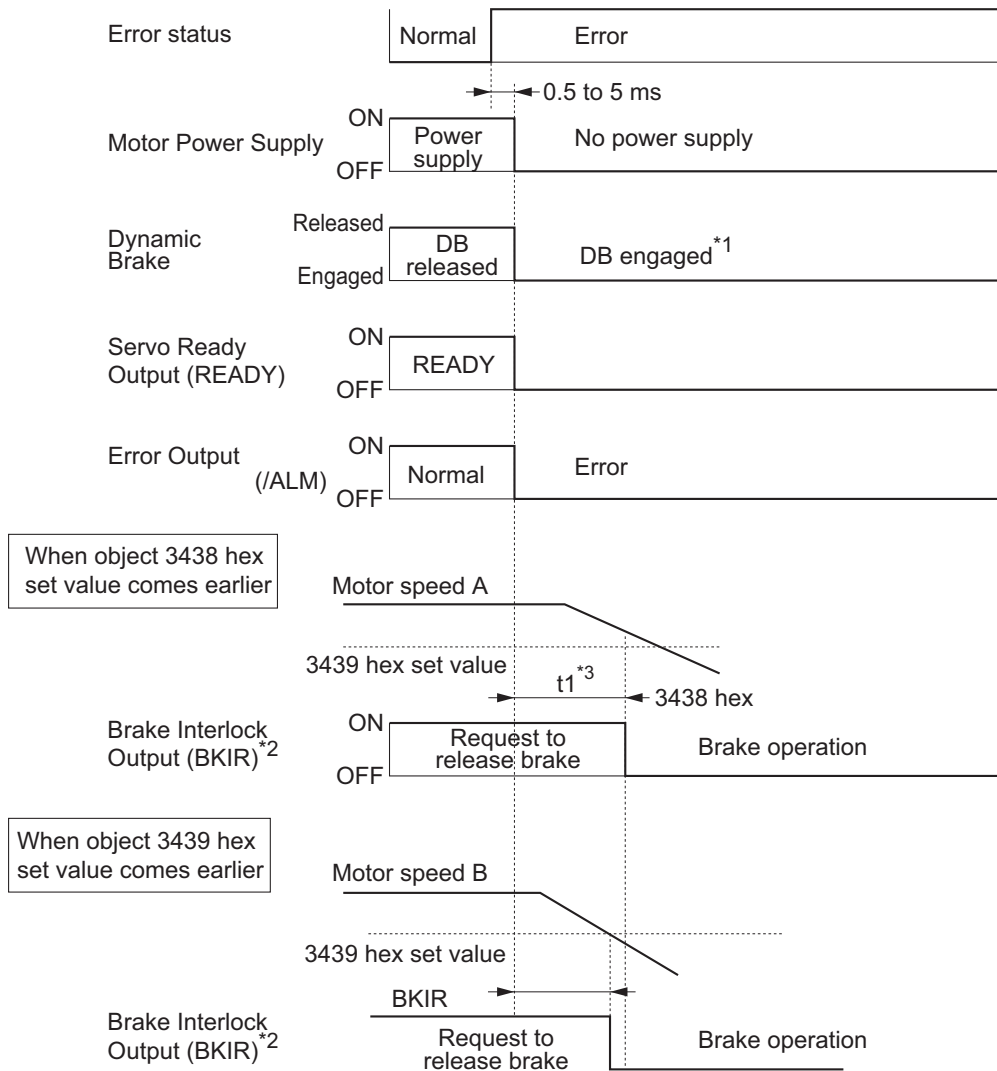 Error status
Normal
Error
0.5 to 5 ms
Motor Power Supply
ON
OFF
Power
supply
No power supply
Dynamic
Brake
Released
Engaged
DB
released
DB engaged*1
Servo Ready
Output (READY)
ON
OFF
READY
Error Output
(/ALM)
ON
OFF
Normal
Error
When object 3438 hex
set value comes earlier
Motor speed A
3439 hex set value
t1*3
3438 hex
Brake Interlock
Output (BKIR)*2
ON
OFF
Request to
release brake
Brake operation
When object 3439 hex
set value comes earlier
Motor speed B
3439 hex set value
BKIR
Brake Interlock
Output (BKIR)*2
Request to
release brake
Brake operation